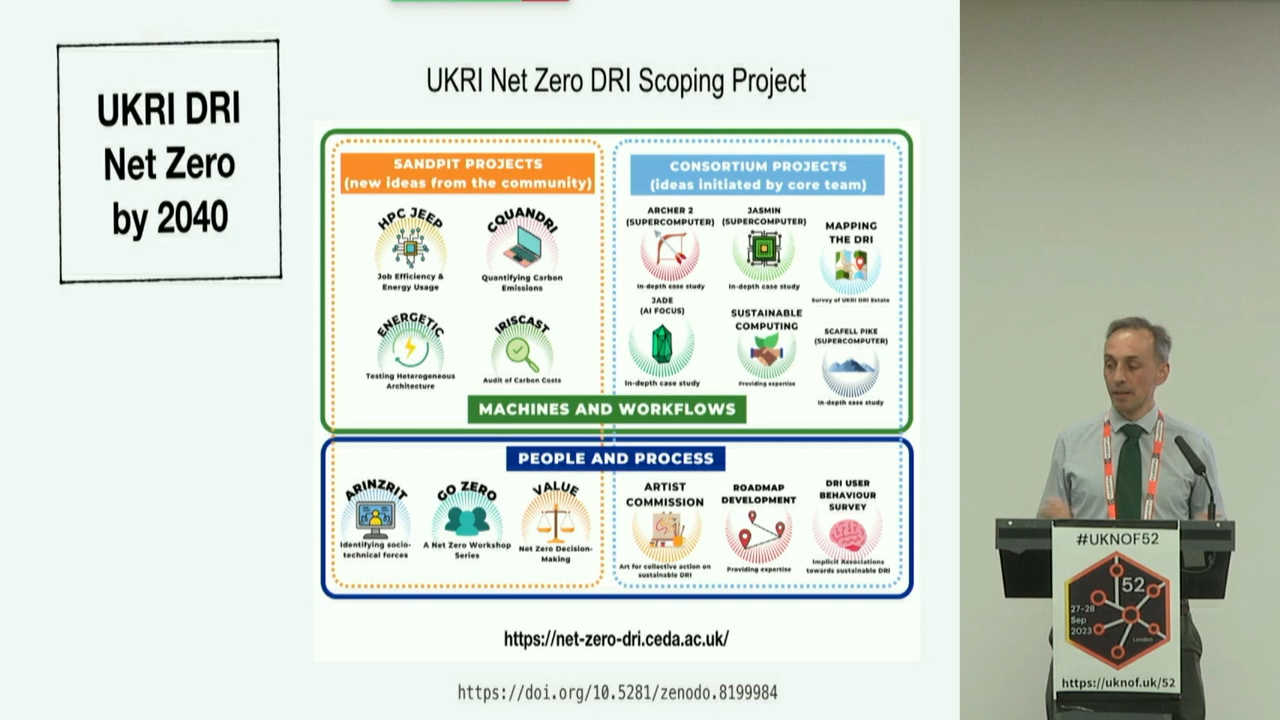 UKRI DRI
Net Zero
by 2040
UKRI Net Zero DRI Scoping Project
SANDPIT PROJECTS
(new ideas from the community)
HPC JEEP
Job Efficiency &
Energy Usage
CQUANDRI
Quantifying Carbon
Emissions
ENERGETIC
Testing Heterogeneous
Architecture
IRISCAST
Audit of Carbon Costs
CONSORTIUM PROJECTS
(ideas initiated by core team)
ARCHER 2
(SUPERCOMPUTER)
In-depth case study
JASMIN
(SUPERCOMPUTER)
In-depth case study
MAPPING
THE DRI
Survey of UKRI DRI Estate
JADE
(AI FOCUS)
In-depth case study
SUSTAINABLE
COMPUTING
Providing expertise
SCAFELL PIKE
(SUPERCOMPUTER)
In-depth case study
MACHINES AND WORKFLOWS
PEOPLE AND PROCESS
ARINZRIT
Identifying socio-
technical forces
GO ZERO
A Net Zero Workshop
Series
VALUE
Net Zero Decision-
Making
ARTIST
COMMISSION
Art for collective action on
sustainable DRI
ROADMAP
DEVELOPMENT
Providing expertise
DRI USER
BEHAVIOUR
SURVEY
Implicit Associations
towards sustainable DRI
https://net-zero-dri.ceda.ac.uk/
https://doi.org/10.5281/zenodo.8199984
#UKNOF52
52
27-28
Sep
2023
London
https://uknof.uk/52